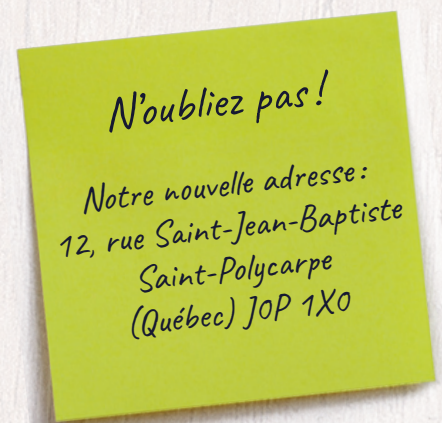 N'oubliez pas !
Notre nouvelle adresse :
12, rue Saint-Jean-Baptiste
Saint-Polycarpe
(Québec) J0P 1X0